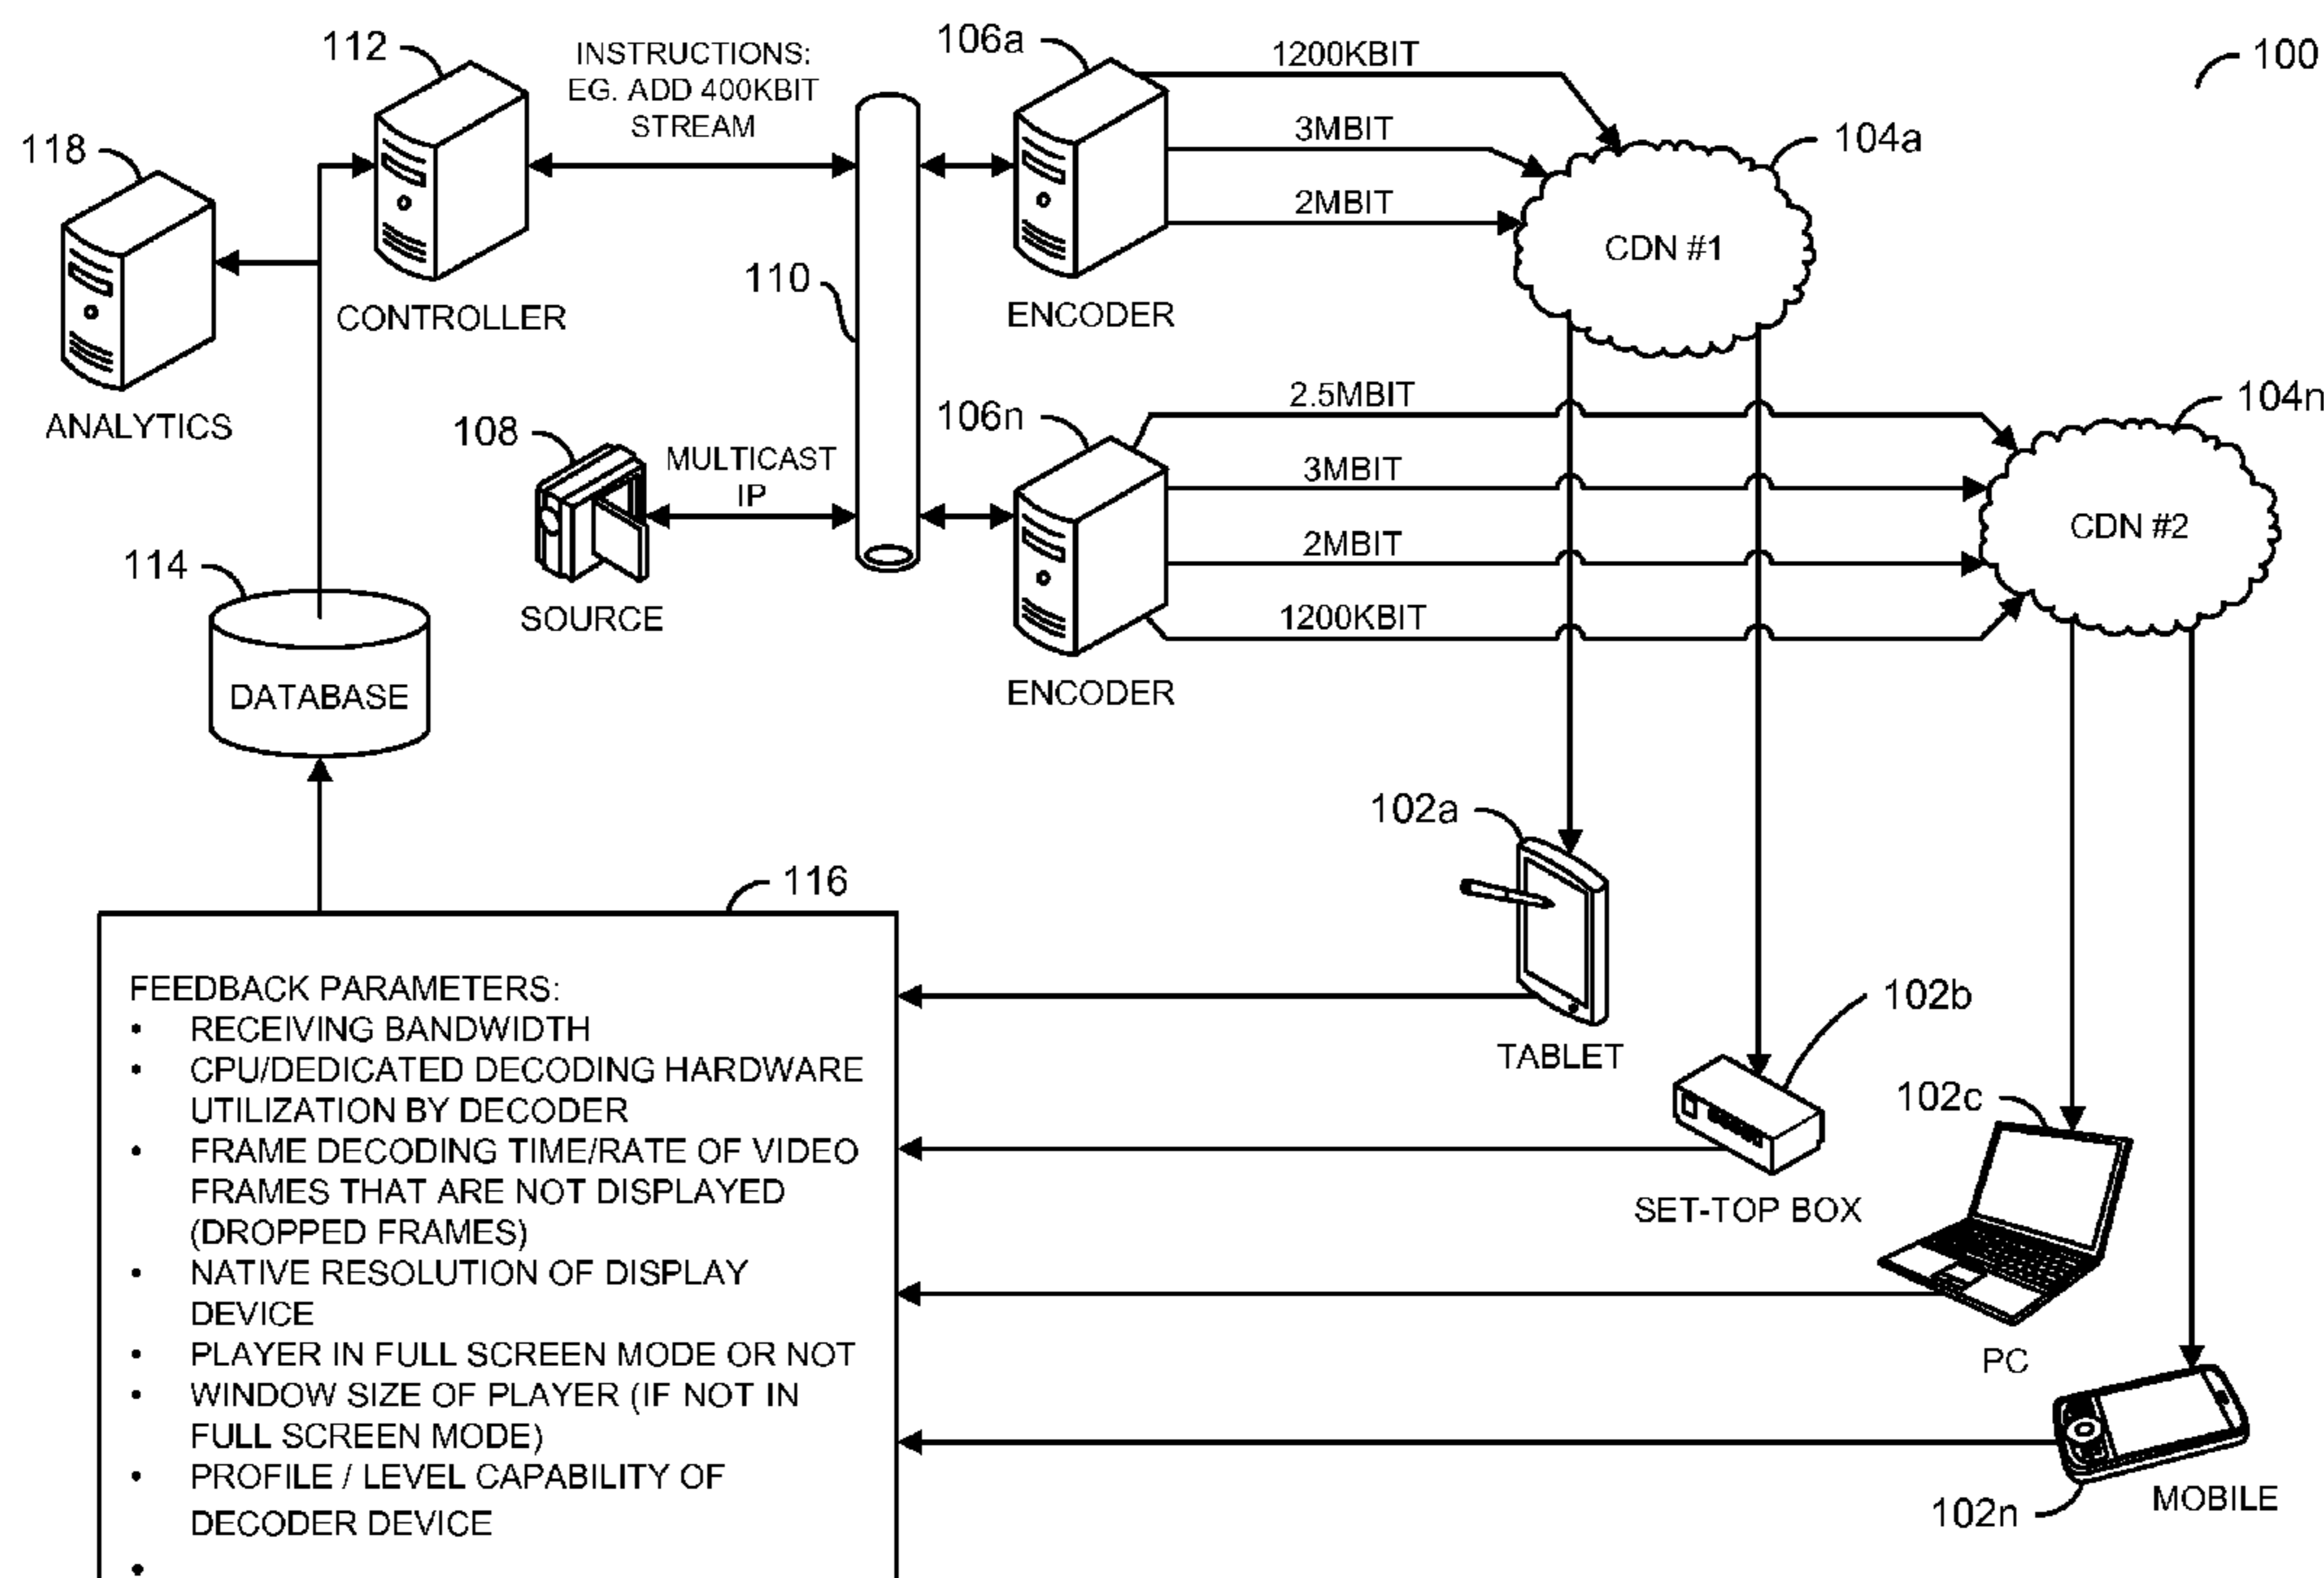 112
INSTRUCTIONS:
EG. ADD 400KBIT
STREAM
106a
1200KBIT
100
118
3MBIT
104a
2MBIT
CDN #1
110
CONTROLLER
ENCODER
ANALYTICS
108
MULTICAST
IP
106n
2.5MBIT
104n
3MBIT
CDN #2
2MBIT
114
SOURCE
1200KBIT
DATABASE
ENCODER
102a
116
FEEDBACK PARAMETERS:
• RECEIVING BANDWIDTH
• CPU/DEDICATED DECODING HARDWARE
UTILIZATION BY DECODER
• FRAME DECODING TIME/RATE OF VIDEO
FRAMES THAT ARE NOT DISPLAYED
(DROPPED FRAMES)
• NATIVE RESOLUTION OF DISPLAY
DEVICE
• PLAYER IN FULL SCREEN MODE OR NOT
• WINDOW SIZE OF PLAYER (IF NOT IN
FULL SCREEN MODE)
• PROFILE / LEVEL CAPABILITY OF
DECODER DEVICE
•
TABLET
102b
SET-TOP BOX
102c
PC
102n
MOBILE